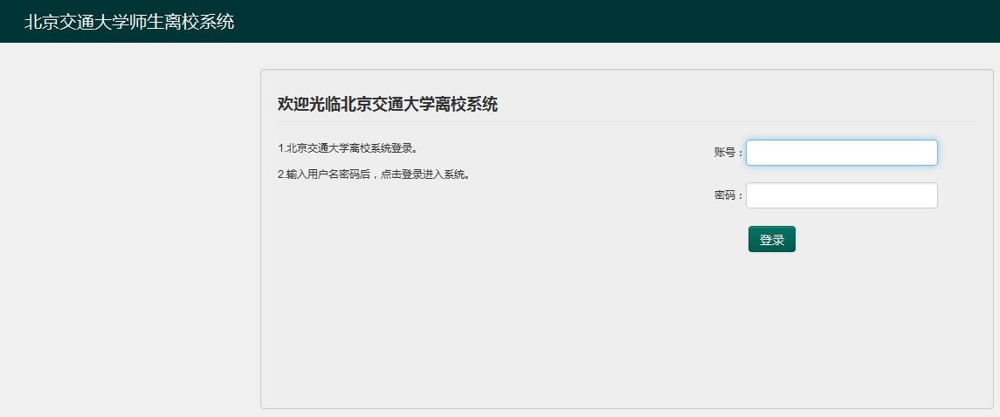 北京交通大学师生离校系统
欢迎光临北京交通大学离校系统
1.北京交通大学离校系统登录。
2.输入用户名密码后，点击登录进入系统。
账号：
密码：
登录